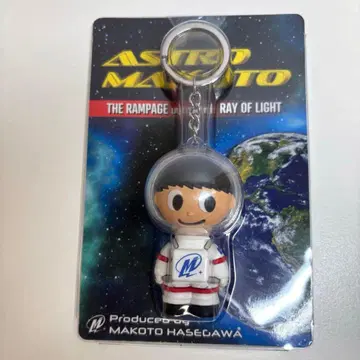 ASTRO
MAKOTO
THE RAMPAGE
RAY OF LIGHT
Produced by
MAKOTO HASEGAWA